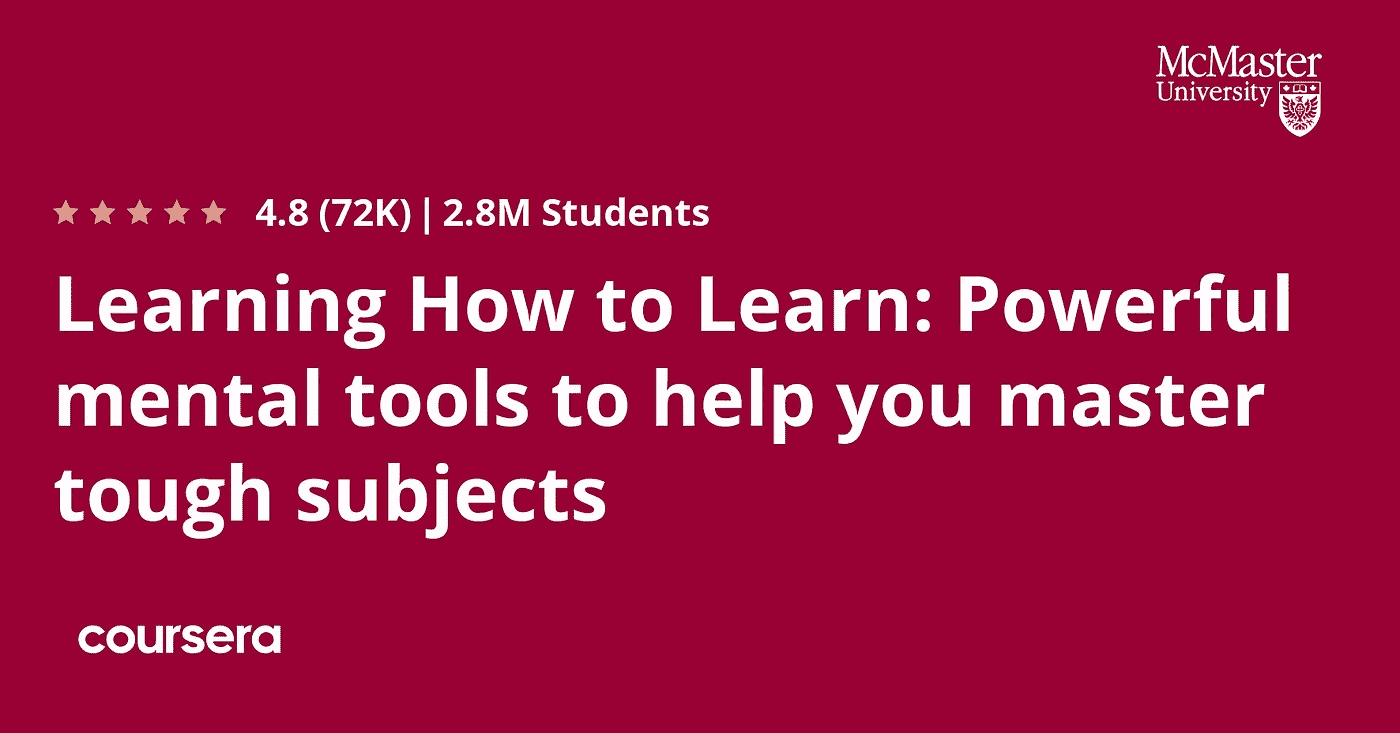 McMaster
University
4.8 (72K) | 2.8M Students
Learning How to Learn: Powerful
mental tools to help you master
tough subjects
coursera